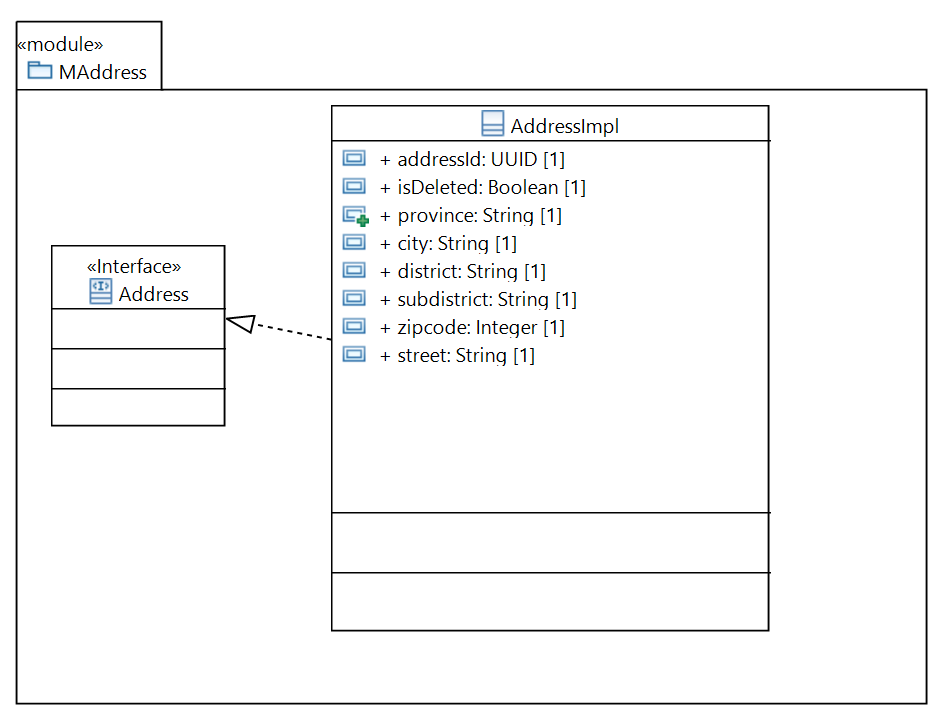 «module»
MAddress
AddressImpl
+ addressId: UUID [1]
+ isDeleted: Boolean [1]
+ province: String [1]
+ city: String [1]
+ district: String [1]
+ subdistrict: String [1]
+ zipcode: Integer [1]
+ street: String [1]
«Interface»
Address